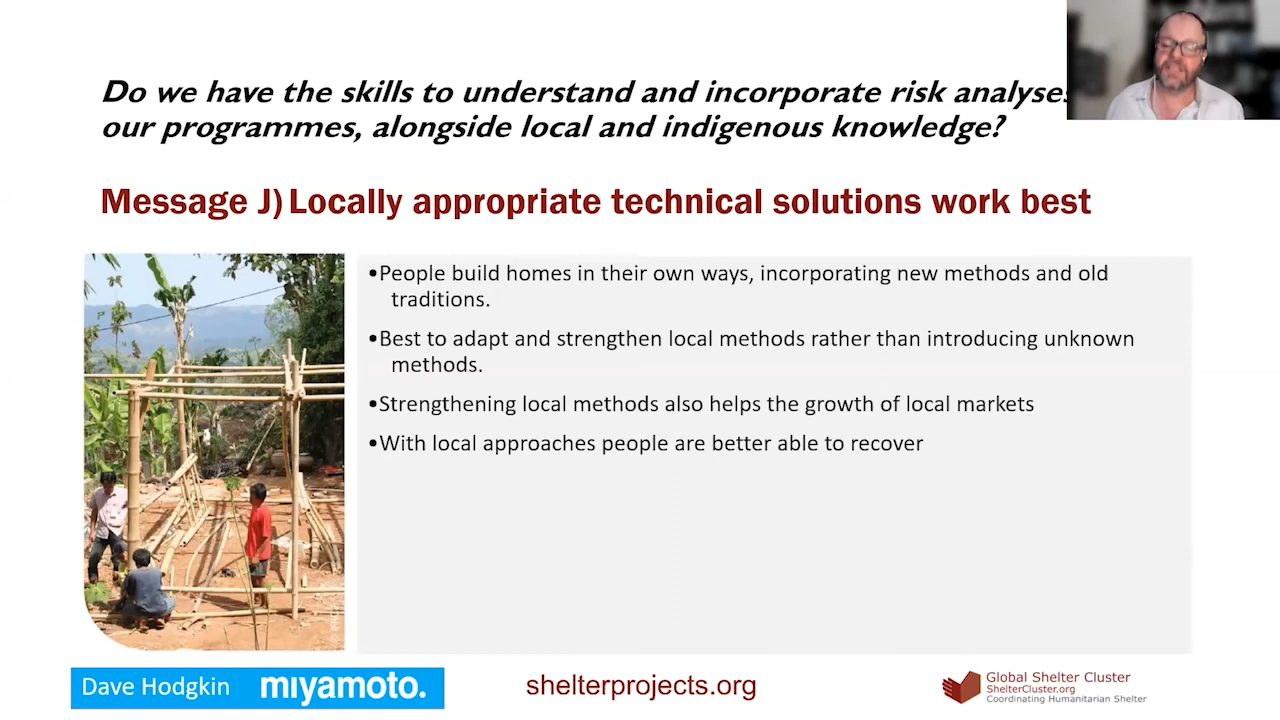 Do we have the skills to understand and incorporate risk analyses
our programmes, alongside local and indigenous knowledge?
Message J) Locally appropriate technical solutions work best
•People build homes in their own ways, incorporating new methods and old
traditions.
•Best to adapt and strengthen local methods rather than introducing unknown
methods.
•Strengthening local methods also helps the growth of local markets
•With local approaches people are better able to recover
Dave Hodgkin
miyamoto.
shelterprojects.org
Global Shelter Cluster
ShelterCluster.org
Coordinating Humanitarian Shelter